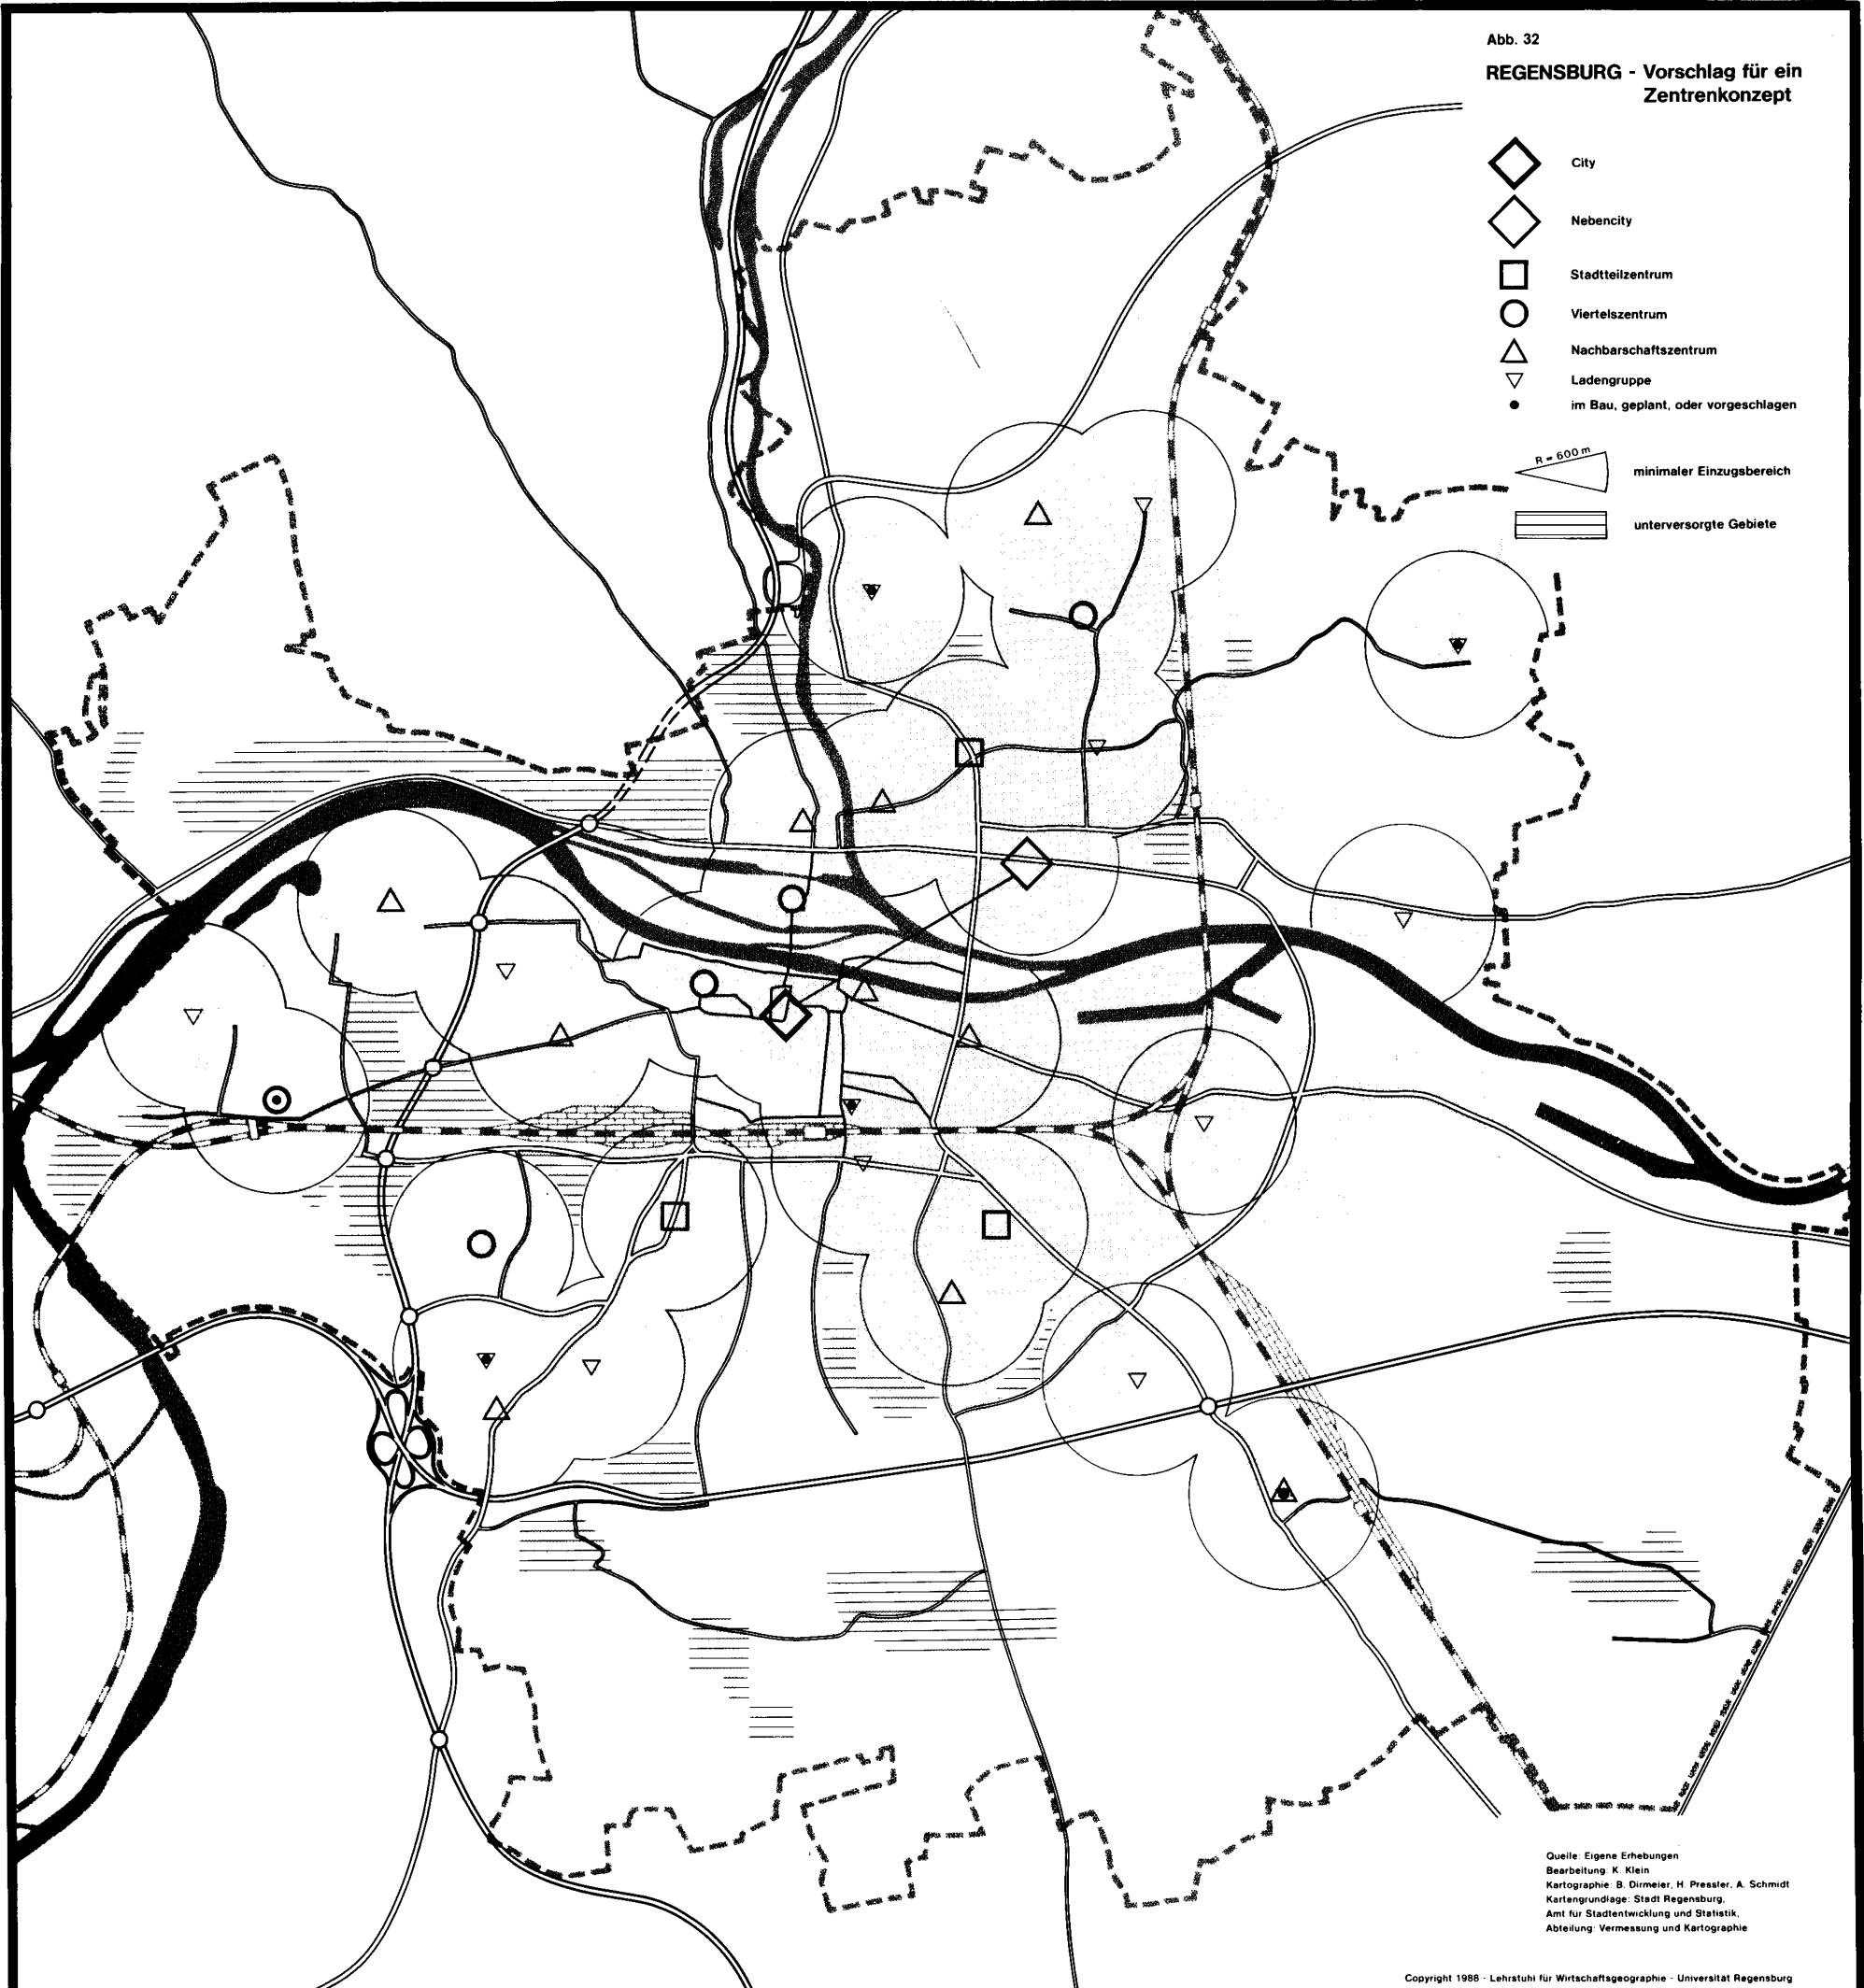 Abb. 32
REGENSBURG - Vorschlag für ein
Zentrenkonzept
City
Nebencity
Stadtteilzentrum
Viertelszentrum
Nachbarschaftszentrum
Ladengruppe
im Bau, geplant, oder vorgeschlagen
R = 600 m
minimaler Einzugsbereich
unterversorgte Gebiete
Quelle: Eigene Erhebungen
Bearbeitung: K. Klein
Kartographie: B. Dirmeier, H. Pressler, A. Schmidt
Kartengrundlage: Stadt Regensburg,
Amt für Stadtentwicklung und Statistik,
Abteilung: Vermessung und Kartographie
Copyright 1988 - Lehrstuhl für Wirtschaftsgeographie - Universität Regensburg